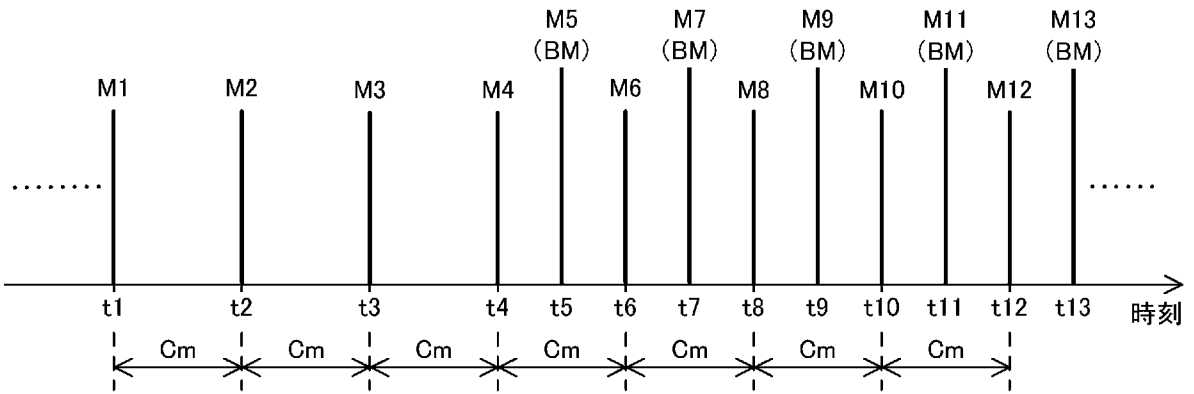 M5 M7 M9 M11 M13
(BM) (BM) (BM) (BM) (BM)
M1 M2 M3 M4 M6 M8 M10 M12
t1 t2 t3 t4 t5 t6 t7 t8 t9 t10 t11 t12 t13
時刻
Cm Cm Cm Cm Cm Cm Cm